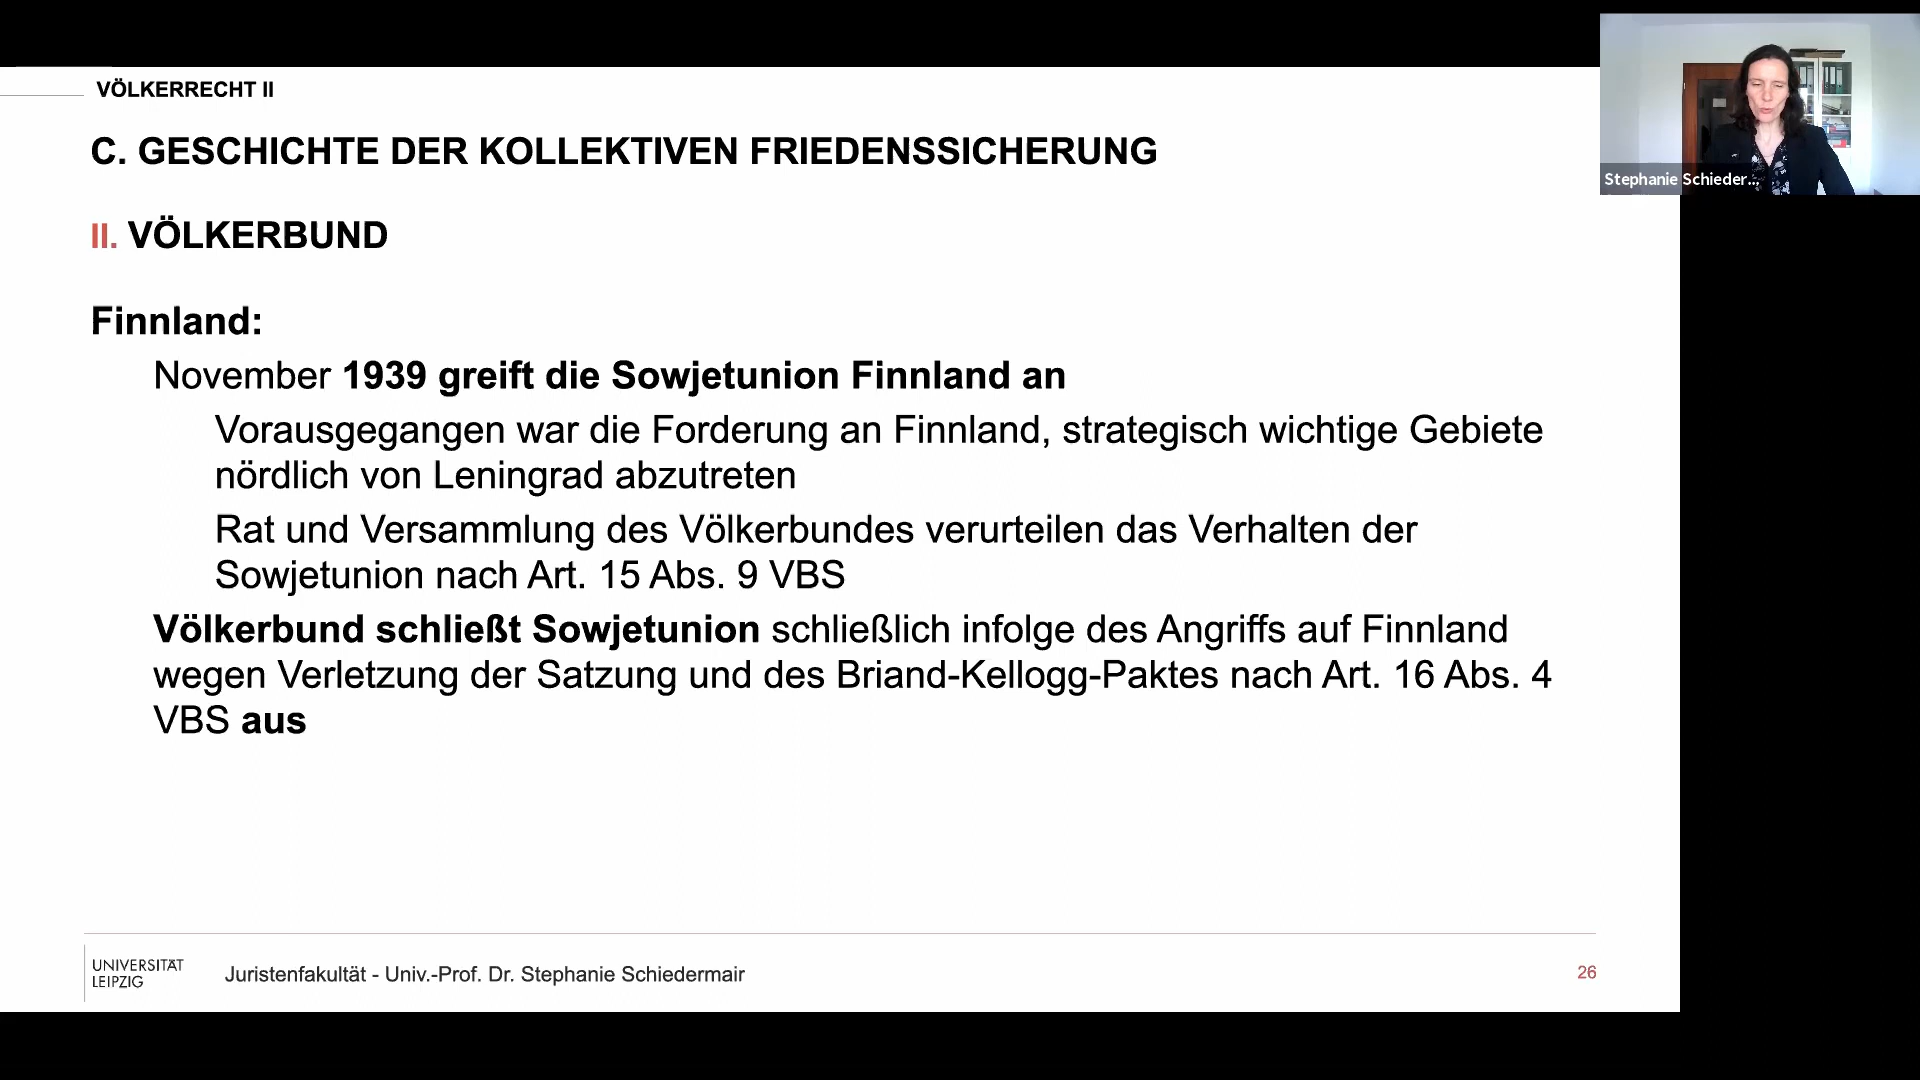 VÖLKERRECHT II
C. GESCHICHTE DER KOLLEKTIVEN FRIEDENSSICHERUNG
II. VÖLKERBUND
Finnland:
November 1939 greift die Sowjetunion Finnland an
Vorausgegangen war die Forderung an Finnland, strategisch wichtige Gebiete
nördlich von Leningrad abzutreten
Rat und Versammlung des Völkerbundes verurteilen das Verhalten der
Sowjetunion nach Art. 15 Abs. 9 VBS
Völkerbund schließt Sowjetunion schließlich infolge des Angriffs auf Finnland
wegen Verletzung der Satzung und des Briand-Kellogg-Paktes nach Art. 16 Abs. 4
VBS aus
UNIVERSITÄT
LEIPZIG
Juristenfakultät - Univ.-Prof. Dr. Stephanie Schiedermair
26
Stephanie Schieder...